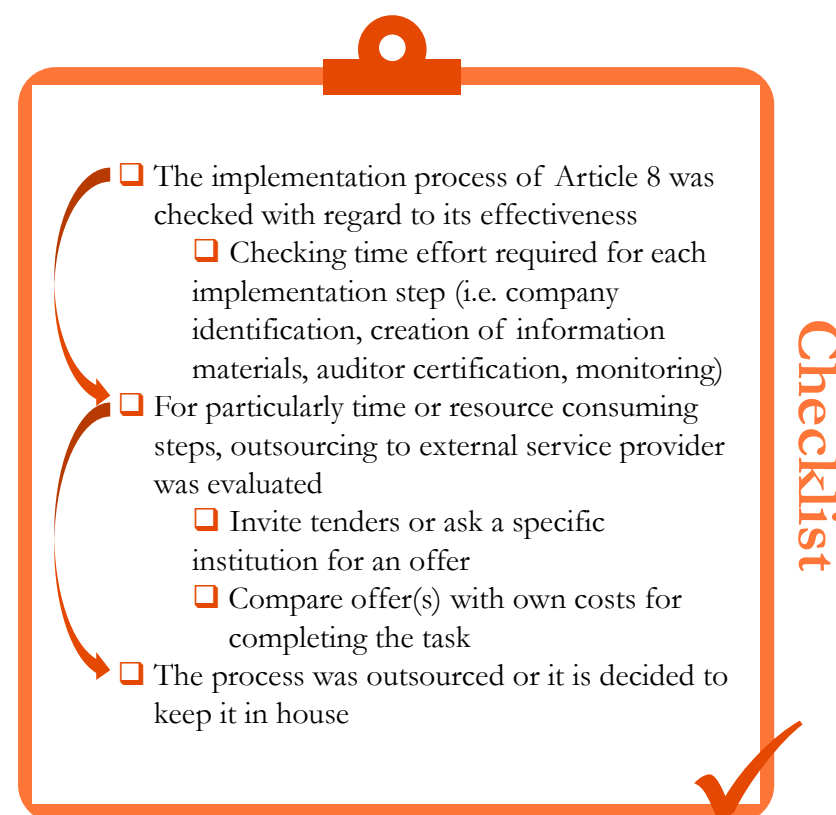 The implementation process of Article 8 was
checked with regard to its effectiveness
Checking time effort required for each
implementation step (i.e. company
identification, creation of information
materials, auditor certification, monitoring)
For particularly time or resource consuming
steps, outsourcing to external service provider
was evaluated
Invite tenders or ask a specific
institution for an offer
Compare offer(s) with own costs for
completing the task
The process was outsourced or it is decided to
keep it in house
Checklist